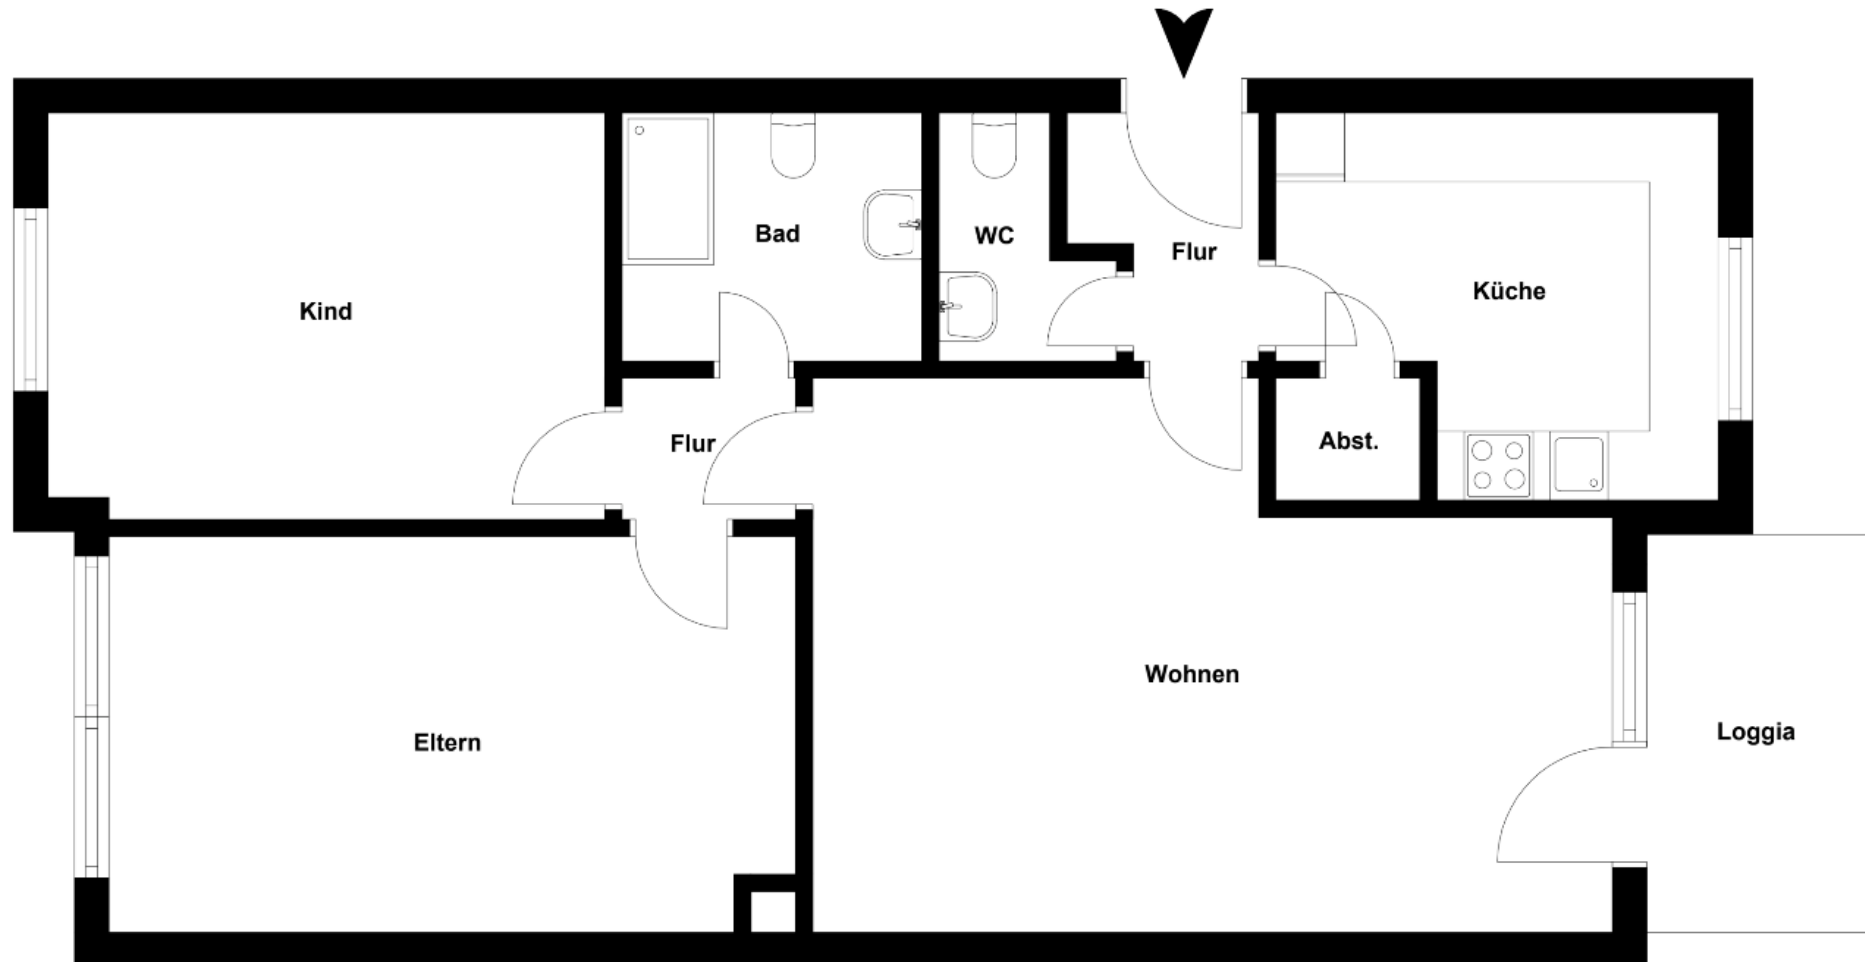 Bad
WC
Flur
Küche
Kind
Flur
Abst.
Wohnen
Loggia
Eltern